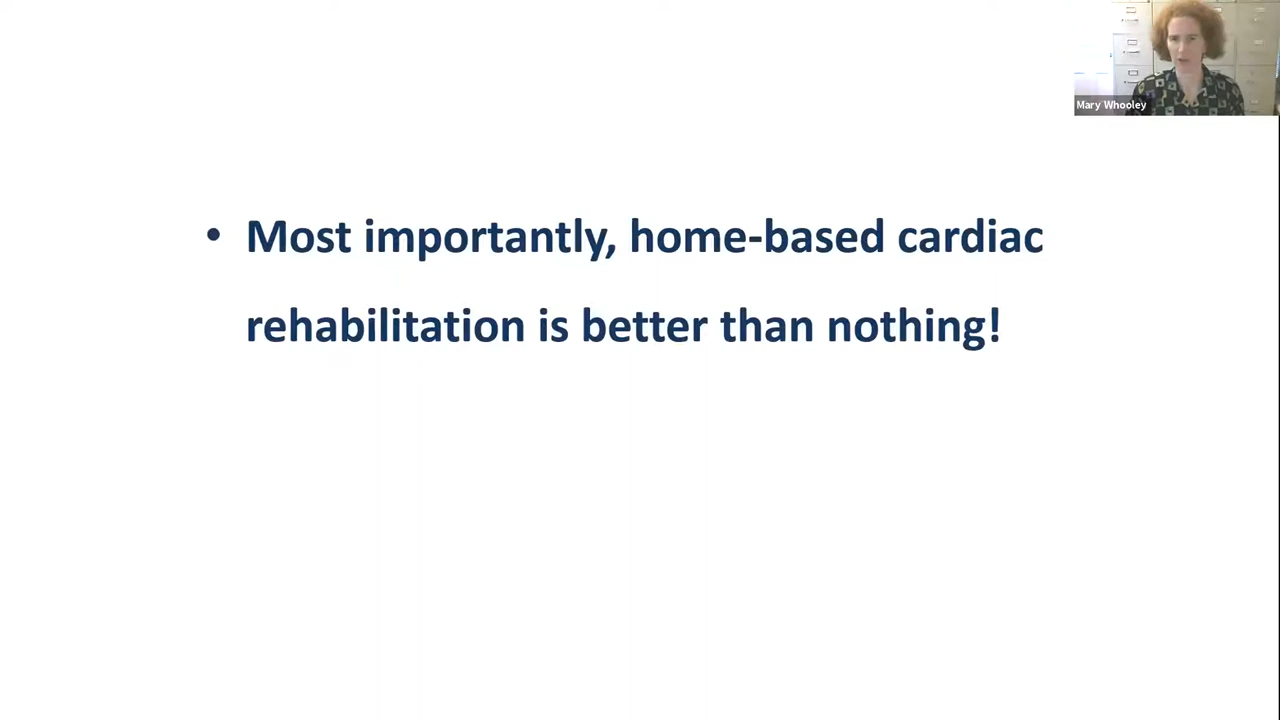 Mary Whooley
• Most importantly, home-based cardiac
rehabilitation is better than nothing!